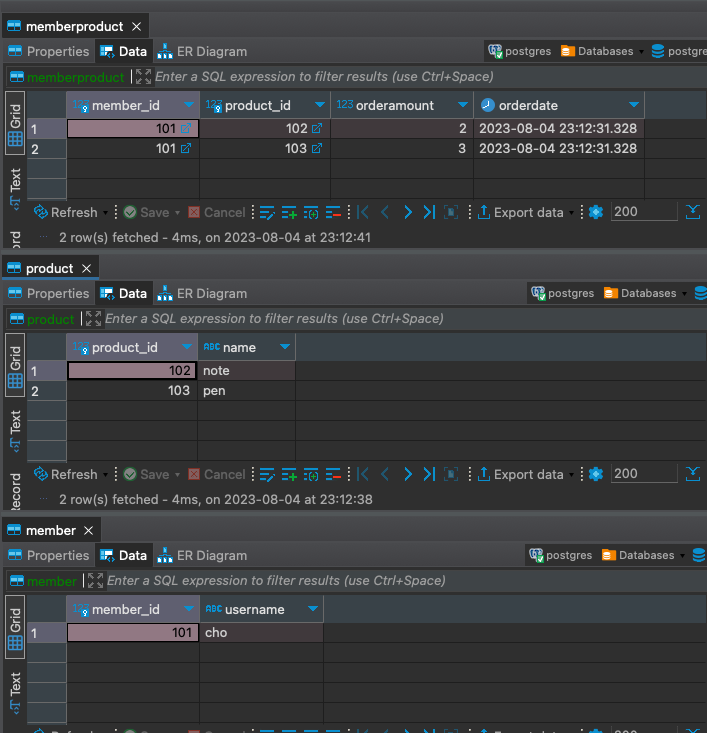 memberproduct
Properties Data ER Diagram postgres Databases postgre
memberproduct Enter a SQL expression to filter results (use Ctrl+Space)
Grid Text
123 member_id 123 product_id 123 orderamount orderdate
1 101 102 2 2023-08-04 23:12:31.328
2 101 103 3 2023-08-04 23:12:31.328
Refresh Save Cancel Export data 200
2 row(s) fetched - 4ms, on 2023-08-04 at 23:12:41
product
Properties Data ER Diagram postgres Databases
product Enter a SQL expression to filter results (use Ctrl+Space)
Grid Text Record
123 product_id ABC name
1 102 note
2 103 pen
Refresh Save Cancel Export data 200
2 row(s) fetched - 4ms, on 2023-08-04 at 23:12:38
member
Properties Data ER Diagram postgres Databases
member Enter a SQL expression to filter results (use Ctrl+Space)
Grid Text
123 member_id ABC username
1 101 cho